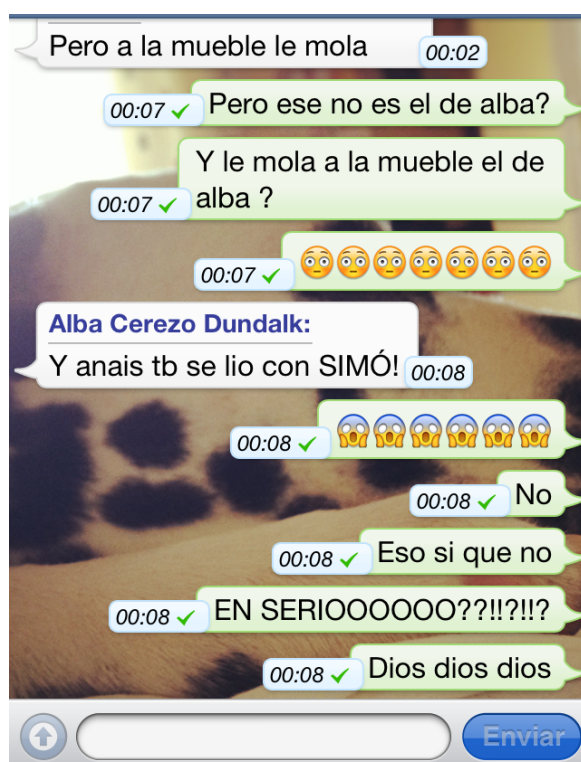 Pero a la mueble le mola 00:02
00:07 Pero ese no es el de alba?
Y le mola a la mueble el de
00:07 alba ?
😳😳😳😳😳😳😳
00:07
Alba Cerezo Dundalk:
Y anais tb se lio con SIMÓ! 00:08
00:08 😱😱😱😱😱😱
00:08 No
00:08 Eso si que no
00:08 EN SERIOOOOOO??!!?!!?
00:08 Dios dios dios
Enviar